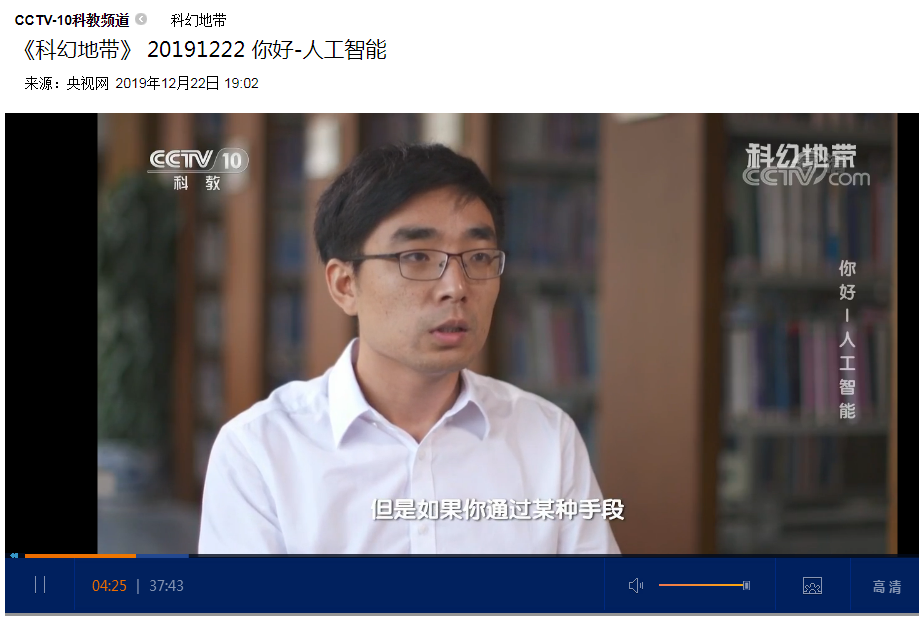 CCTV-10科教频道 科幻地带
《科幻地带》 20191222 你好-人工智能
来源：央视网 2019年12月22日 19:02
CCTV 10
科 教
科幻地带
CCTV.com
你好-人工智能
但是如果你通过某种手段
04:25 | 37:43
高清